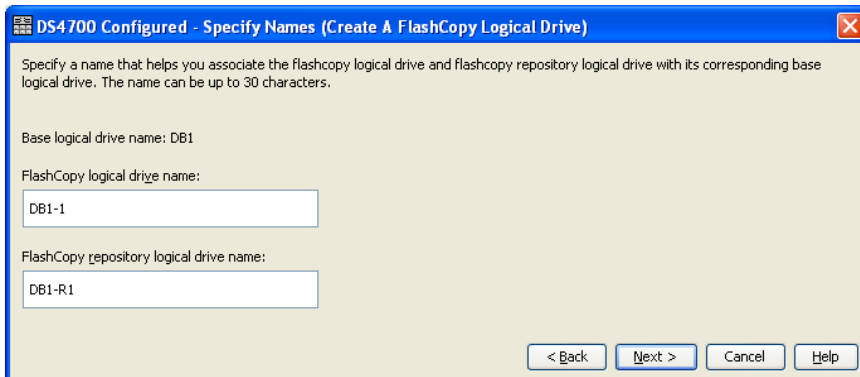 DS4700 Configured - Specify Names (Create A FlashCopy Logical Drive)
Specify a name that helps you associate the flashcopy logical drive and flashcopy repository logical drive with its corresponding base
logical drive. The name can be up to 30 characters.
Base logical drive name: DB1
FlashCopy logical drive name:
DB1-1
FlashCopy repository logical drive name:
DB1-R1
< Back Next > Cancel Help